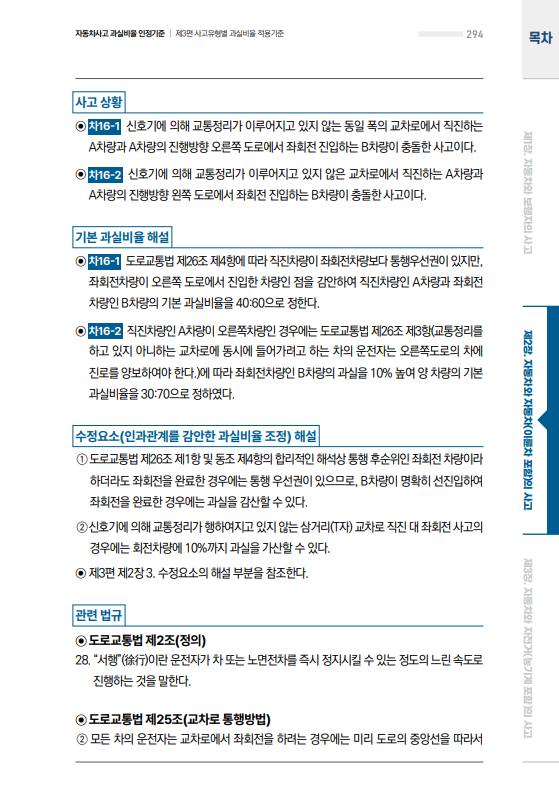 자동차사고 과실비율 인정기준 | 제3편 사고유형별 과실비율 적용기준
294
목차
사고 상황
◉ 차16-1 신호기에 의해 교통정리가 이루어지고 있지 않는 동일 폭의 교차로에서 직진하는
A차량과 A차량의 진행방향 오른쪽 도로에서 좌회전 진입하는 B차량이 충돌한 사고이다.
◉ 차16-2 신호기에 의해 교통정리가 이루어지고 있지 않은 교차로에서 직진하는 A차량과
A차량의 진행방향 왼쪽 도로에서 좌회전 진입하는 B차량이 충돌한 사고이다.
기본 과실비율 해설
◉ 차16-1 도로교통법 제26조 제4항에 따라 직진차량이 좌회전차량보다 통행우선권이 있지만,
좌회전차량이 오른쪽 도로에서 진입한 차량인 점을 감안하여 직진차량인 A차량과 좌회전
차량인 B차량의 기본 과실비율을 40:60으로 정한다.
◉ 차16-2 직진차량인 A차량이 오른쪽차량인 경우에는 도로교통법 제26조 제3항(교통정리를
하고 있지 아니하는 교차로에 동시에 들어가려고 하는 차의 운전자는 오른쪽도로의 차에
진로를 양보하여야 한다.)에 따라 좌회전차량인 B차량의 과실을 10% 높여 양 차량의 기본
과실비율을 30:70으로 정하였다.
수정요소(인과관계를 감안한 과실비율 조정) 해설
① 도로교통법 제26조 제1항 및 동조 제4항의 합리적인 해석상 통행 후순위인 좌회전 차량이라
하더라도 좌회전을 완료한 경우에는 통행 우선권이 있으므로, B차량이 명확히 선진입하여
좌회전을 완료한 경우에는 과실을 감산할 수 있다.
② 신호기에 의해 교통정리가 행하여지고 있지 않는 삼거리(T자) 교차로 직진 대 좌회전 사고의
경우에는 회전차량에 10%까지 과실을 가산할 수 있다.
◉ 제3편 제2장 3. 수정요소의 해설 부분을 참조한다.
관련 법규
◉ 도로교통법 제2조(정의)
28. “서행”(徐行)이란 운전자가 차 또는 노면전차를 즉시 정지시킬 수 있는 정도의 느린 속도로
진행하는 것을 말한다.
◉ 도로교통법 제25조(교차로 통행방법)
② 모든 차의 운전자는 교차로에서 좌회전을 하려는 경우에는 미리 도로의 중앙선을 따라서
제1장. 자동차와 보행자의 사고
제2장. 자동차와 자동차(이륜차 포함)의 사고
제3장. 자동차와 자전거(농기계 포함)의 사고